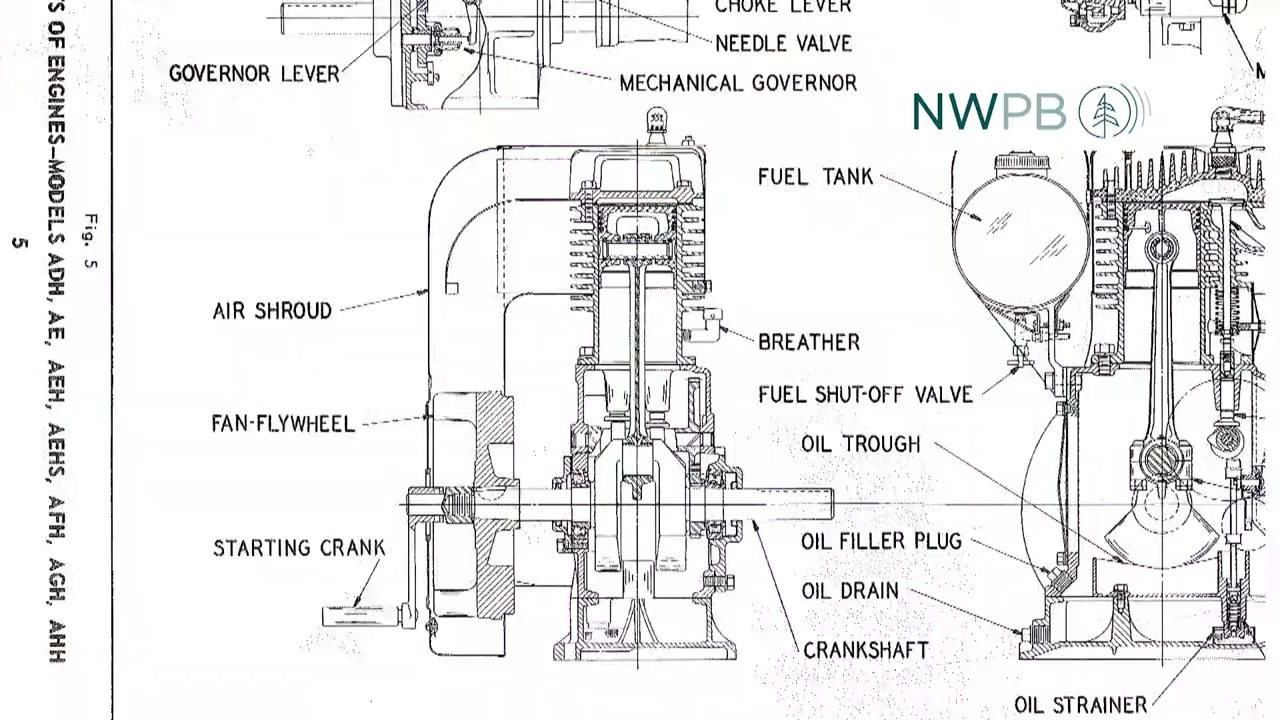 CHOKE LEVER
NEEDLE VALVE
GOVERNOR LEVER
MECHANICAL GOVERNOR
NWPB
FUEL TANK
AIR SHROUD
BREATHER
FUEL SHUT-OFF VALVE
FAN-FLYWHEEL
OIL TROUGH
STARTING CRANK
OIL FILLER PLUG
OIL DRAIN
CRANKSHAFT
OIL STRAINER
Fig. 5
S OF ENGINES—MODELS ADH, AE, AEH, AEHS, AFH, AGH, AHH
5